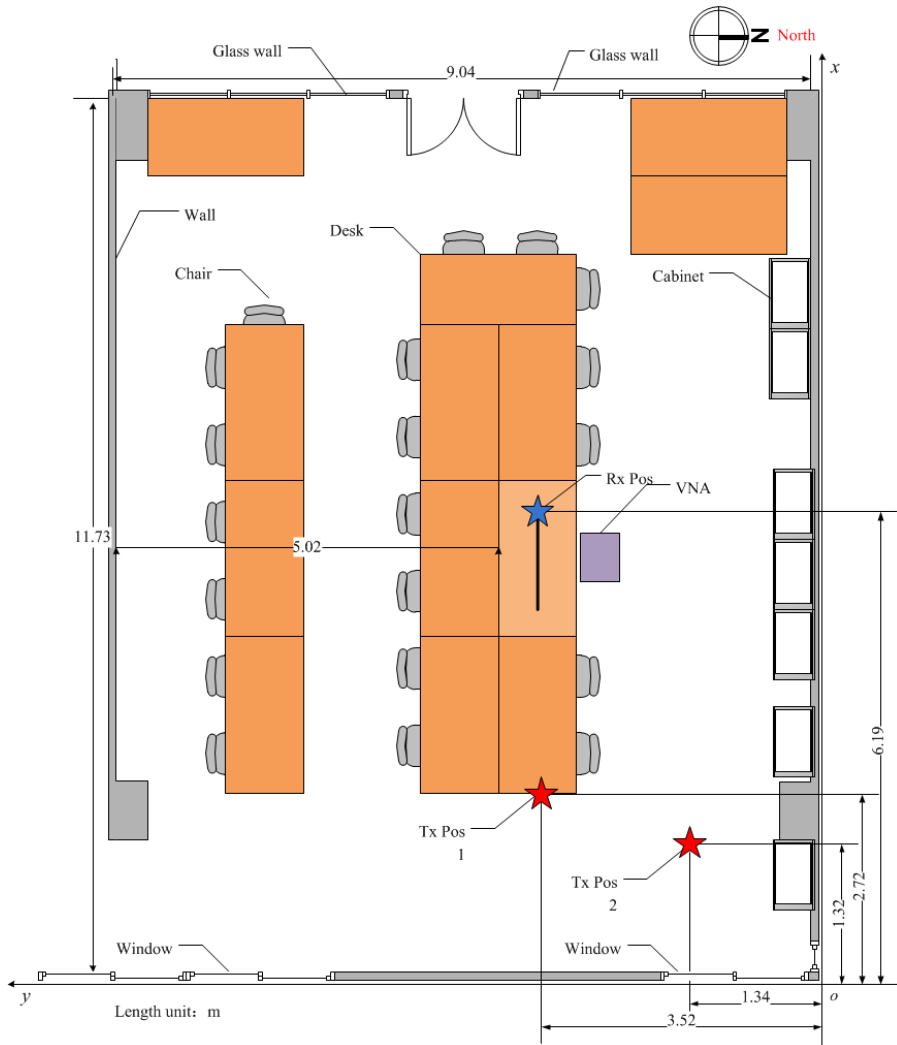 N North
x
Glass wall
Glass wall
9.04
Wall
Desk
Cabinet
Chair
Rx Pos
VNA
11.73
5.02
6.19
Tx Pos
1
Tx Pos
2
2.72
1.32
Window
Window
y
o
Length unit: m
1.34
3.52